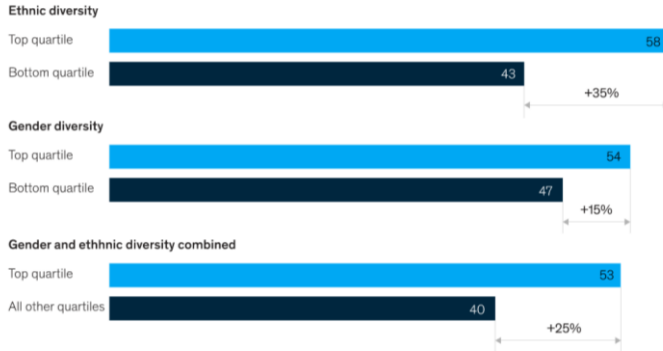 Ethnic diversity
Top quartile 58
Bottom quartile 43
+35%
Gender diversity
Top quartile 54
Bottom quartile 47
+15%
Gender and ethhnic diversity combined
Top quartile 53
All other quartiles 40
+25%